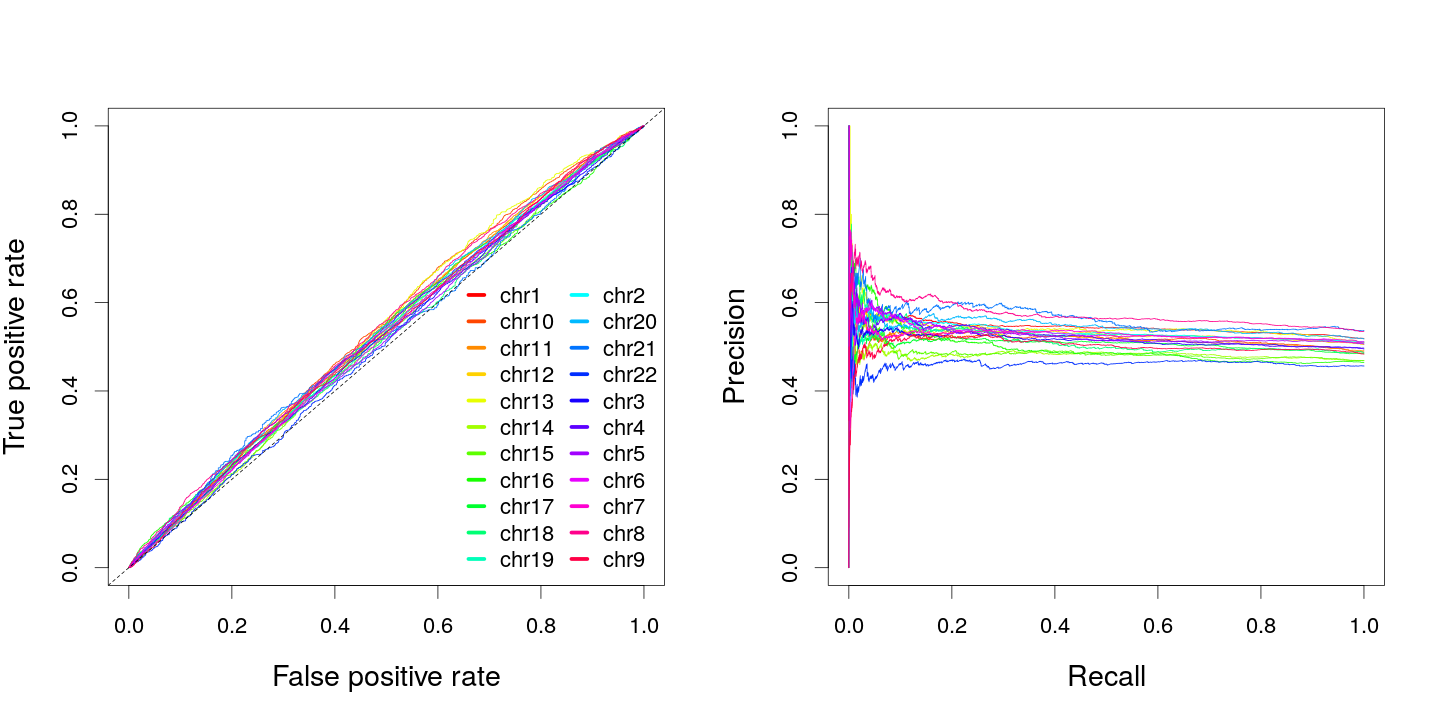 True positive rate
1.0
0.8
0.6
0.4
0.2
0.0
chr1 chr2
chr10 chr20
chr11 chr21
chr12 chr22
chr13 chr3
chr14 chr4
chr15 chr5
chr16 chr6
chr17 chr7
chr18 chr8
chr19 chr9
0.0 0.2 0.4 0.6 0.8 1.0
False positive rate
Precision
1.0
0.8
0.6
0.4
0.2
0.0
0.0 0.2 0.4 0.6 0.8 1.0
Recall